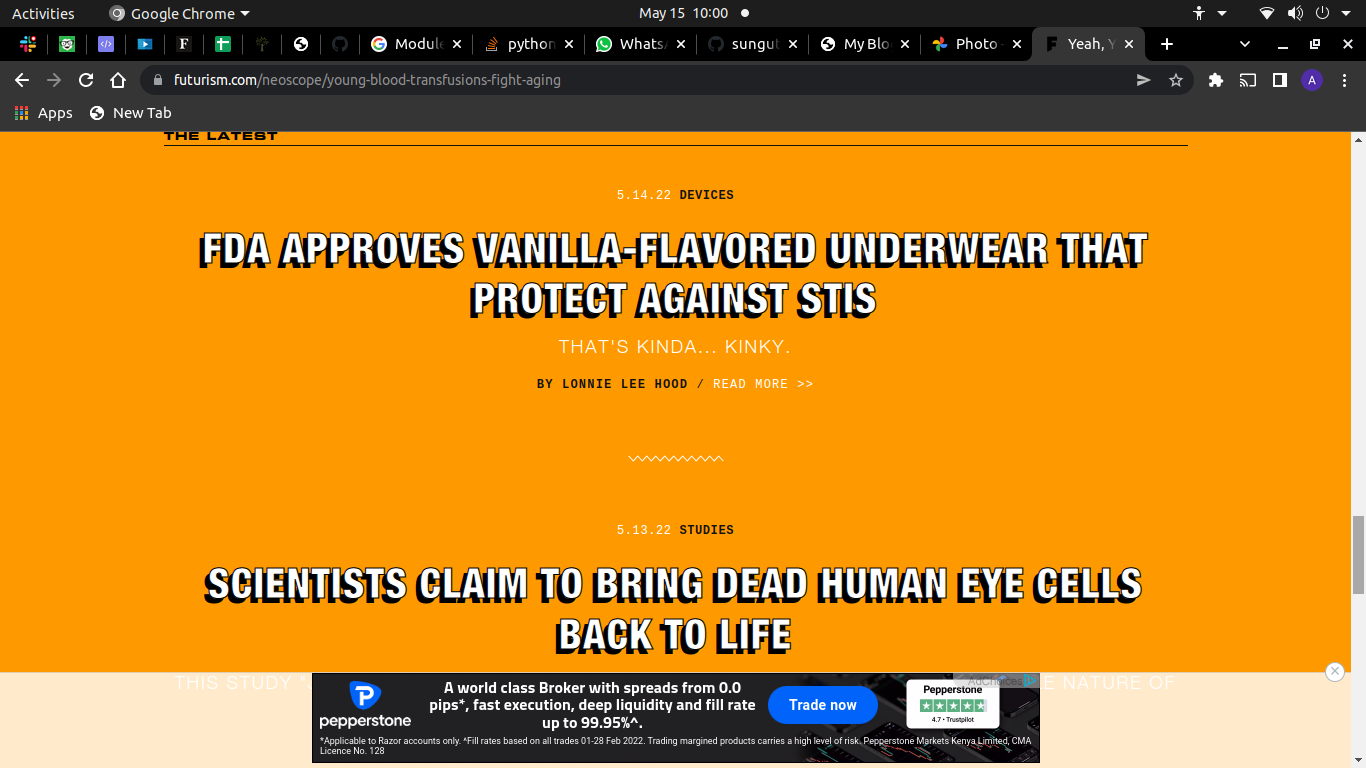 Activities Google Chrome May 15 10:00
Module python WhatsA sungut My Blo Photo Yeah, Y
futurism.com/neoscope/young-blood-transfusions-fight-aging A
Apps New Tab
THE LATEST
5.14.22 DEVICES
FDA APPROVES VANILLA-FLAVORED UNDERWEAR THAT
PROTECT AGAINST STIS
THAT'S KINDA... KINKY.
BY LONNIE LEE HOOD / READ MORE >>
5.13.22 STUDIES
SCIENTISTS CLAIM TO BRING DEAD HUMAN EYE CELLS
BACK TO LIFE
THIS STUDY E NATURE OF
pepperstone
A world class Broker with spreads from 0.0
pips*, fast execution, deep liquidity and fill rate
up to 99.95%^.
Trade now
AdChoices
Pepperstone
4.7 • Trustpilot
*Applicable to Razor accounts only. ^Fill rates based on all trades 01-28 Feb 2022. Trading margined products carries a high level of risk. Pepperstone Markets Kenya Limited, CMA
Licence No. 128